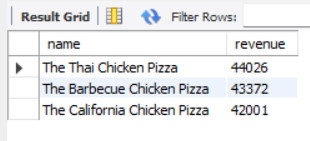 Result Grid Filter Rows:
name revenue
The Thai Chicken Pizza 44026
The Barbecue Chicken Pizza 43372
The California Chicken Pizza 42001